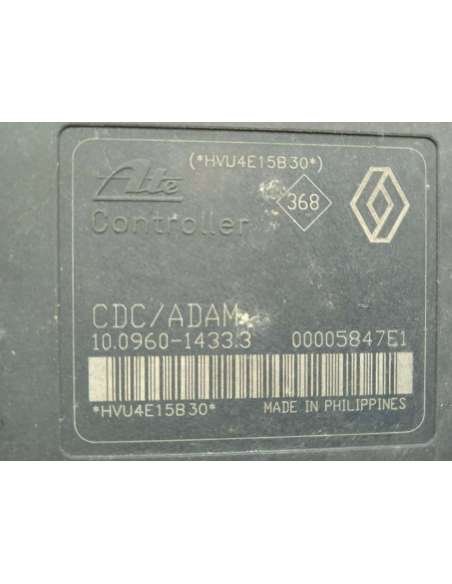 (*HVU4E15B30*)
Ate
368
Controller
CDC/ADAM
10.0960-1433.3 00005847E1
*HVU4E15B30* MADE IN PHILIPPINES